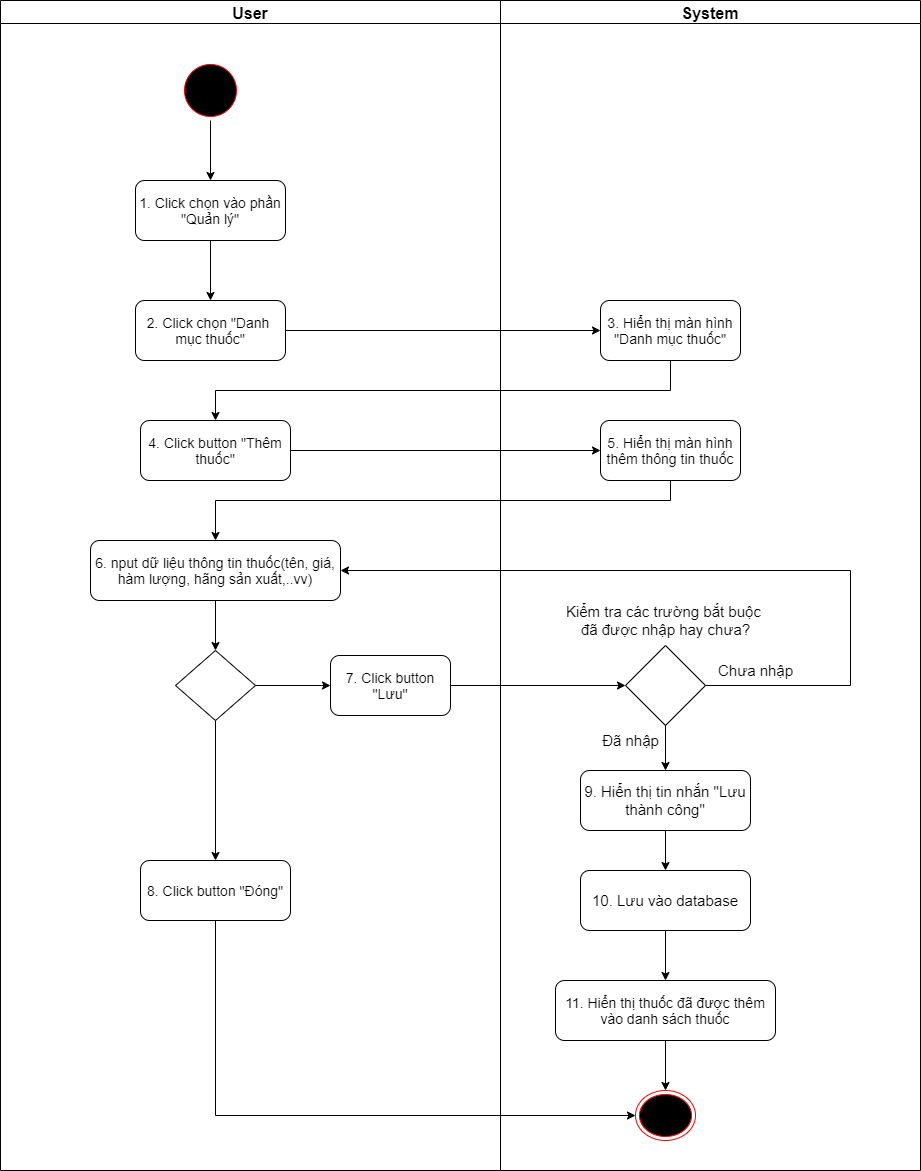 User
System
1. Click chọn vào phần
"Quản lý"
2. Click chọn "Danh
mục thuốc"
3. Hiển thị màn hình
"Danh mục thuốc"
4. Click button "Thêm
thuốc"
5. Hiển thị màn hình
thêm thông tin thuốc
6. nput dữ liệu thông tin thuốc(tên, giá,
hàm lượng, hãng sản xuất,..vv)
Kiểm tra các trường bắt buộc
đã được nhập hay chưa?
7. Click button
"Lưu"
Chưa nhập
Đã nhập
9. Hiển thị tin nhắn "Lưu
thành công"
8. Click button "Đóng"
10. Lưu vào database
11. Hiển thị thuốc đã được thêm
vào danh sách thuốc